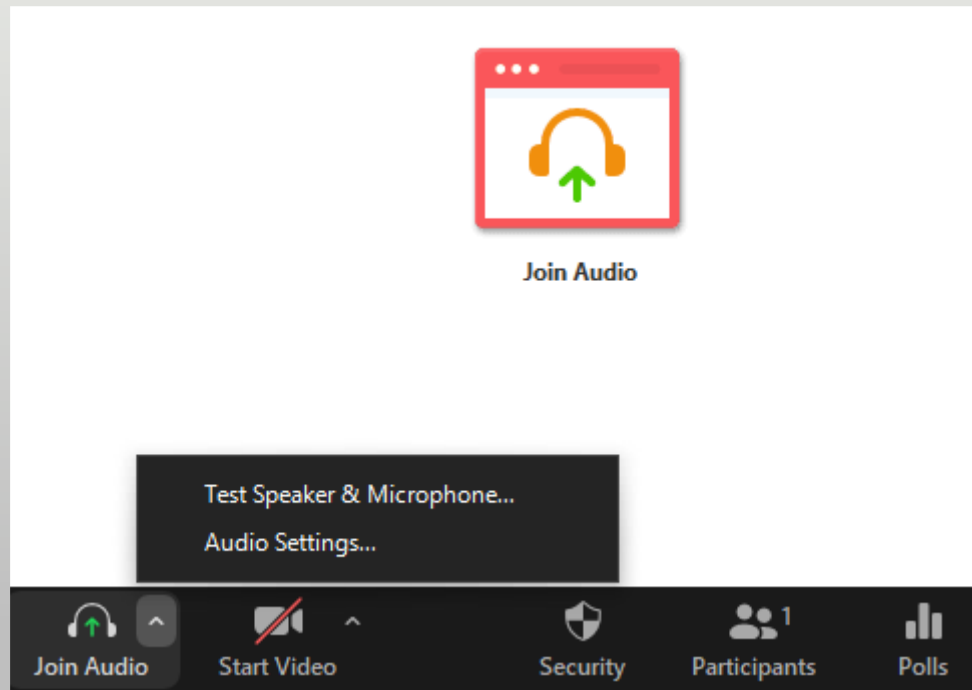 Join Audio
Test Speaker & Microphone...
Audio Settings...
1
Join Audio Start Video Security Participants Polls